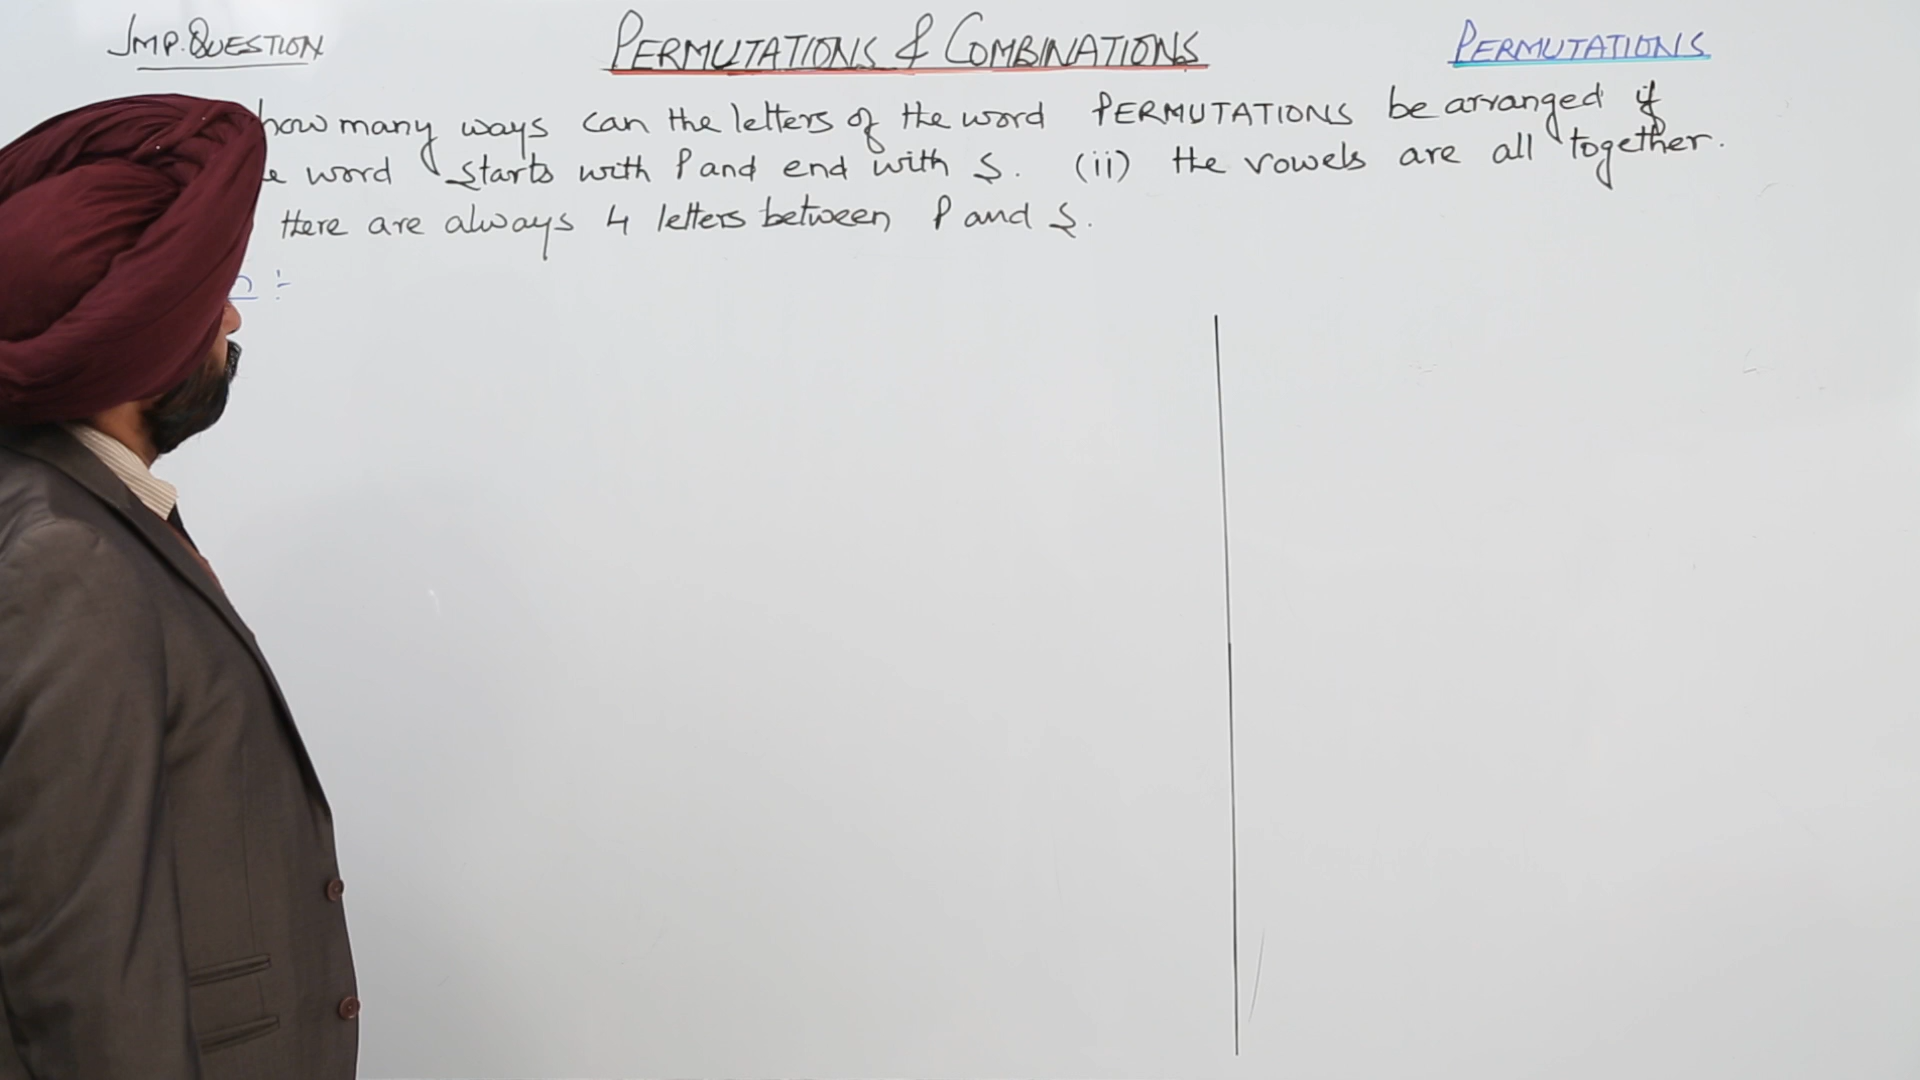 IMP. QUESTION
PERMUTATIONS & COMBINATIONS
PERMUTATIONS
how many ways can the letters of the word PERMUTATIONS be arranged if
word starts with P and end with S. (ii) the vowels are all together.
there are always 4 letters between P and S.